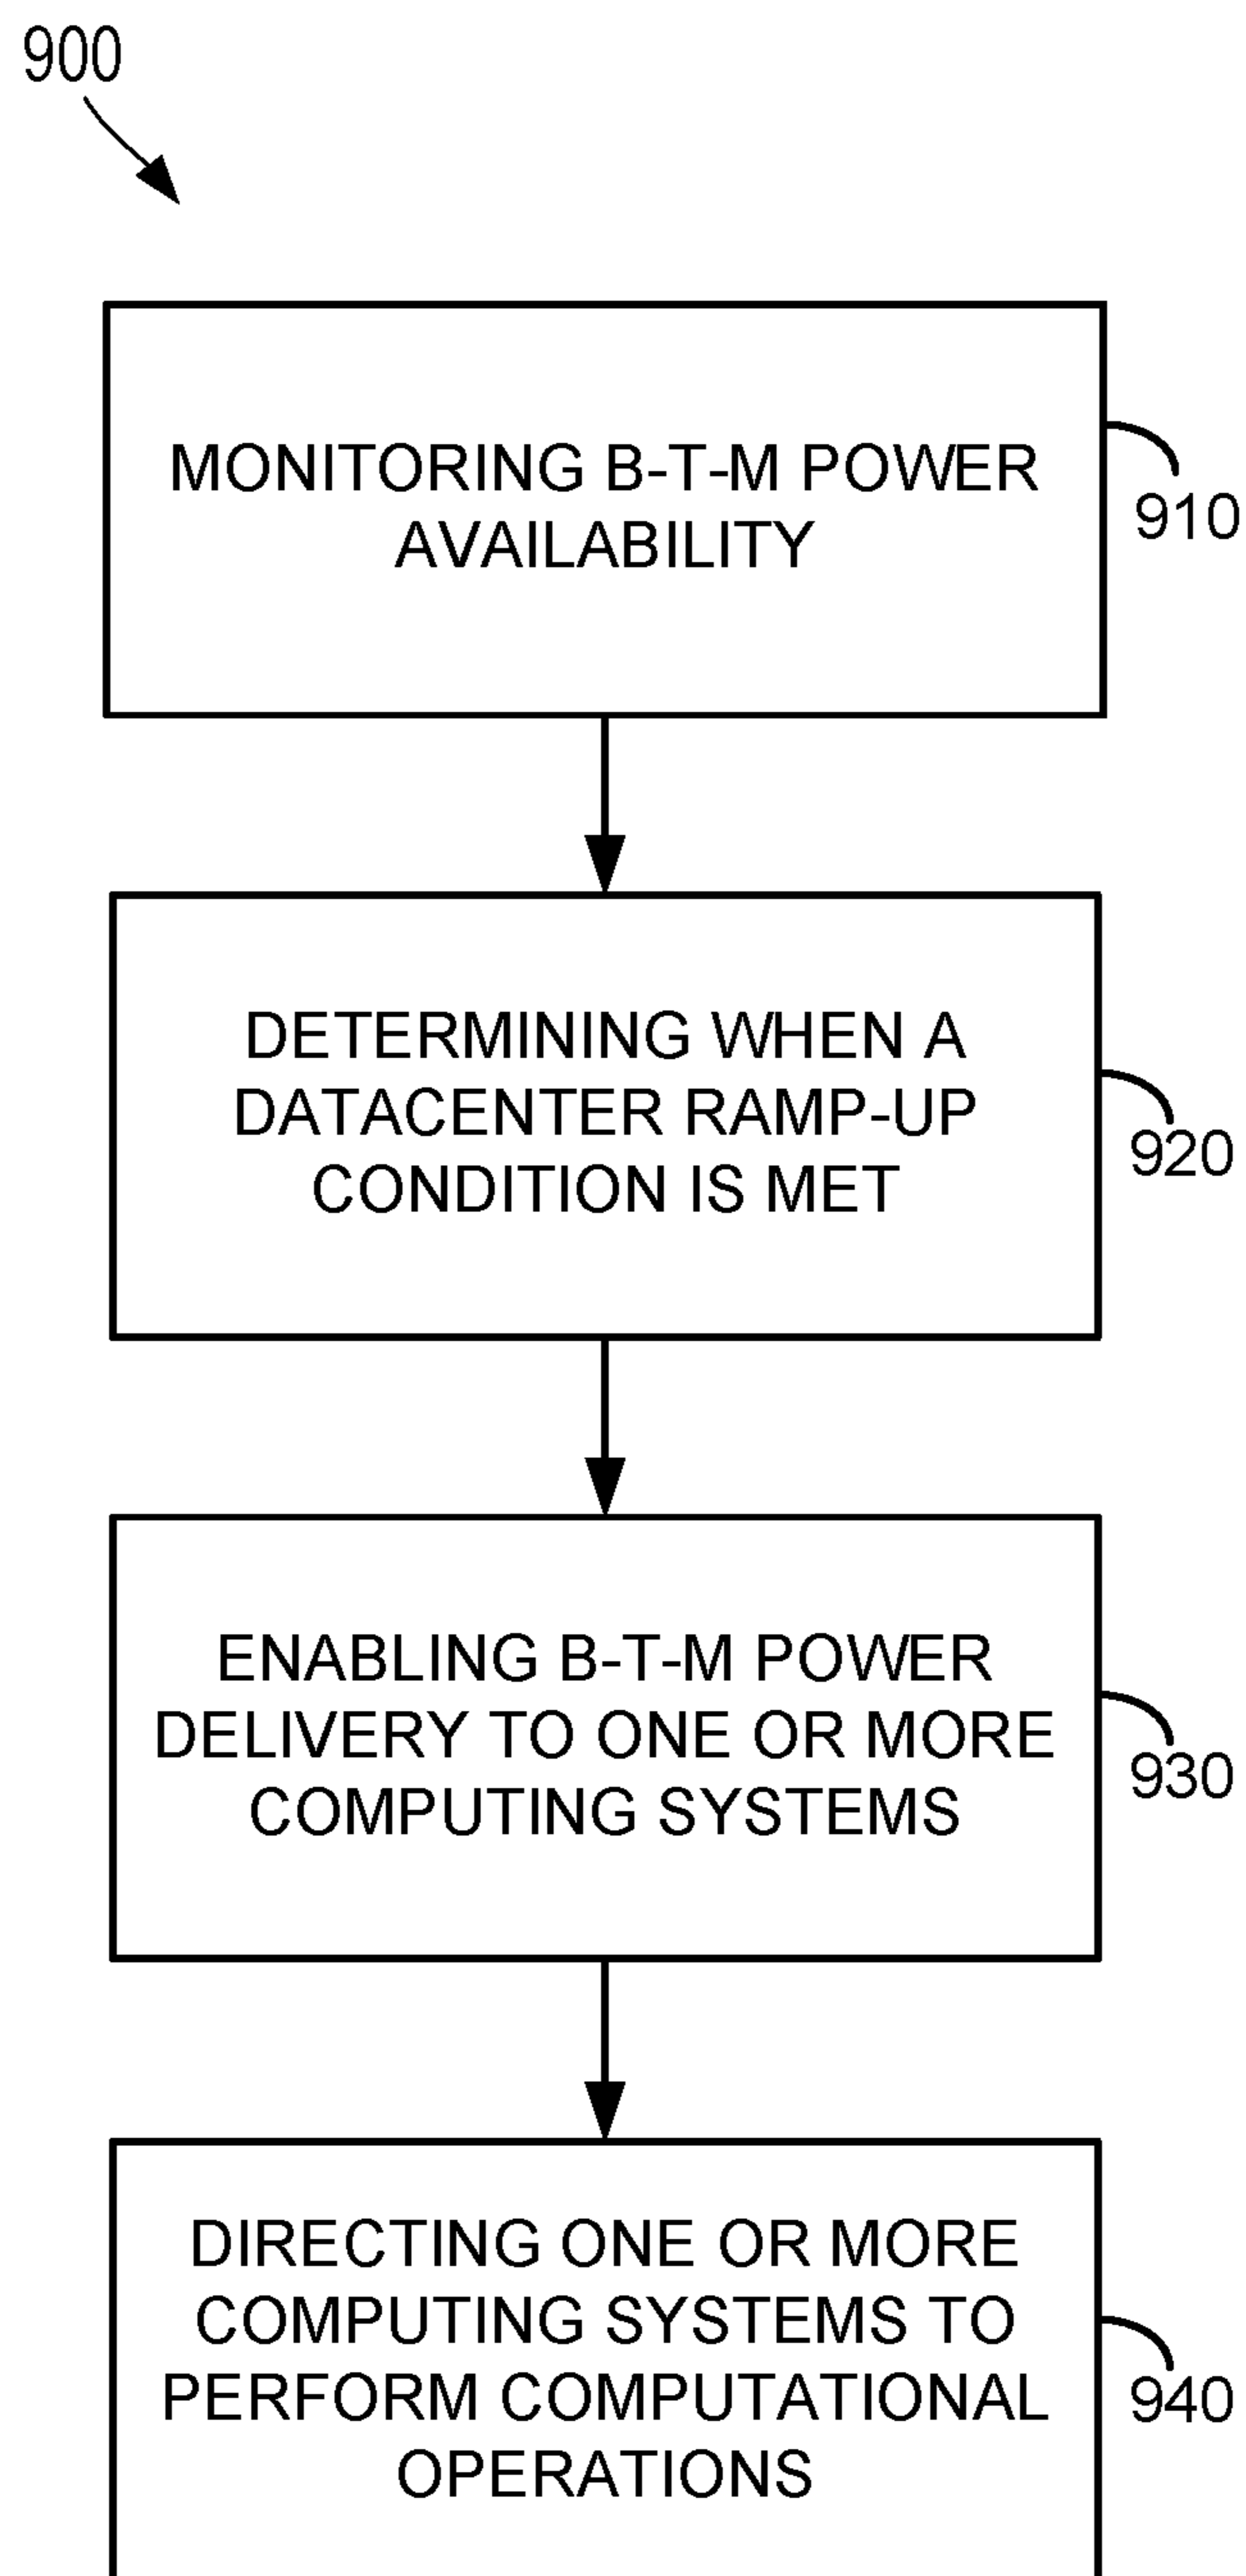 900
MONITORING B-T-M POWER
AVAILABILITY
910
DETERMINING WHEN A
DATACENTER RAMP-UP
CONDITION IS MET
920
ENABLING B-T-M POWER
DELIVERY TO ONE OR MORE
COMPUTING SYSTEMS
930
DIRECTING ONE OR MORE
COMPUTING SYSTEMS TO
PERFORM COMPUTATIONAL
OPERATIONS
940